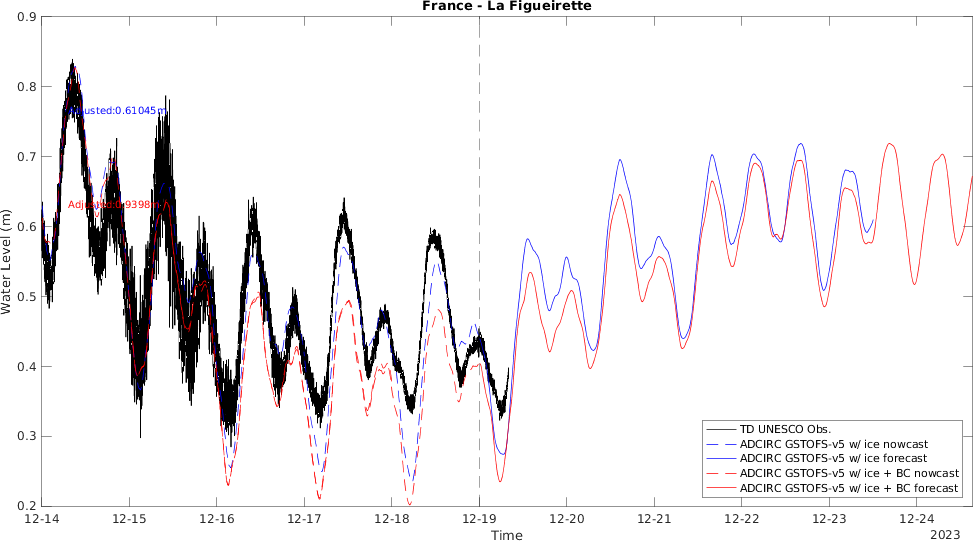 France - La Figueirette
0.9
0.8
0.7
0.6
0.5
0.4
0.3
0.2
Water Level (m)
12-14
12-15
12-16
12-17
12-18
12-19
12-20
12-21
12-22
12-23
12-24
Time
2023
TD UNESCO Obs.
ADCIRC GSTOFS-v5 w/ ice nowcast
ADCIRC GSTOFS-v5 w/ ice forecast
ADCIRC GSTOFS-v5 w/ ice + BC nowcast
ADCIRC GSTOFS-v5 w/ ice + BC forecast